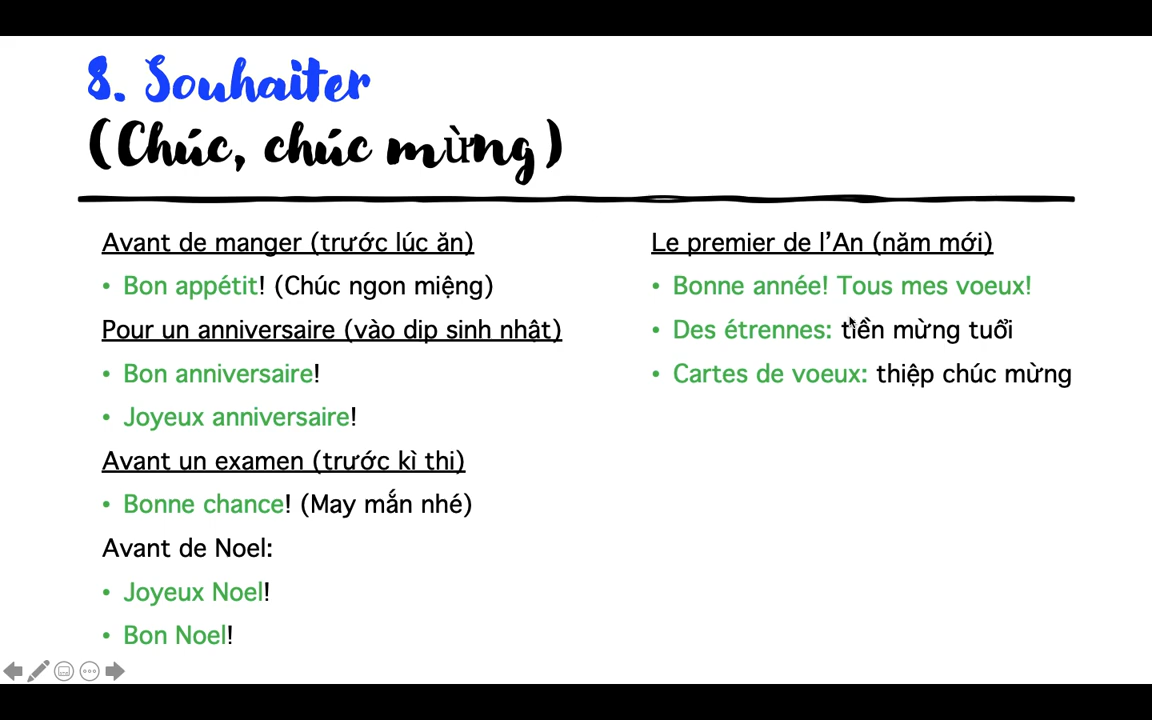 8. Souhaiter
(Chúc, chúc mừng)
Avant de manger (trước lúc ăn)
• Bon appétit! (Chúc ngon miệng)
Pour un anniversaire (vào dip sinh nhật)
• Bon anniversaire!
• Joyeux anniversaire!
Avant un examen (trước kì thi)
• Bonne chance! (May mắn nhé)
Avant de Noel:
• Joyeux Noel!
• Bon Noel!
Le premier de l’An (năm mới)
• Bonne année! Tous mes voeux!
• Des étrennes: tiền mừng tuổi
• Cartes de voeux: thiệp chúc mừng